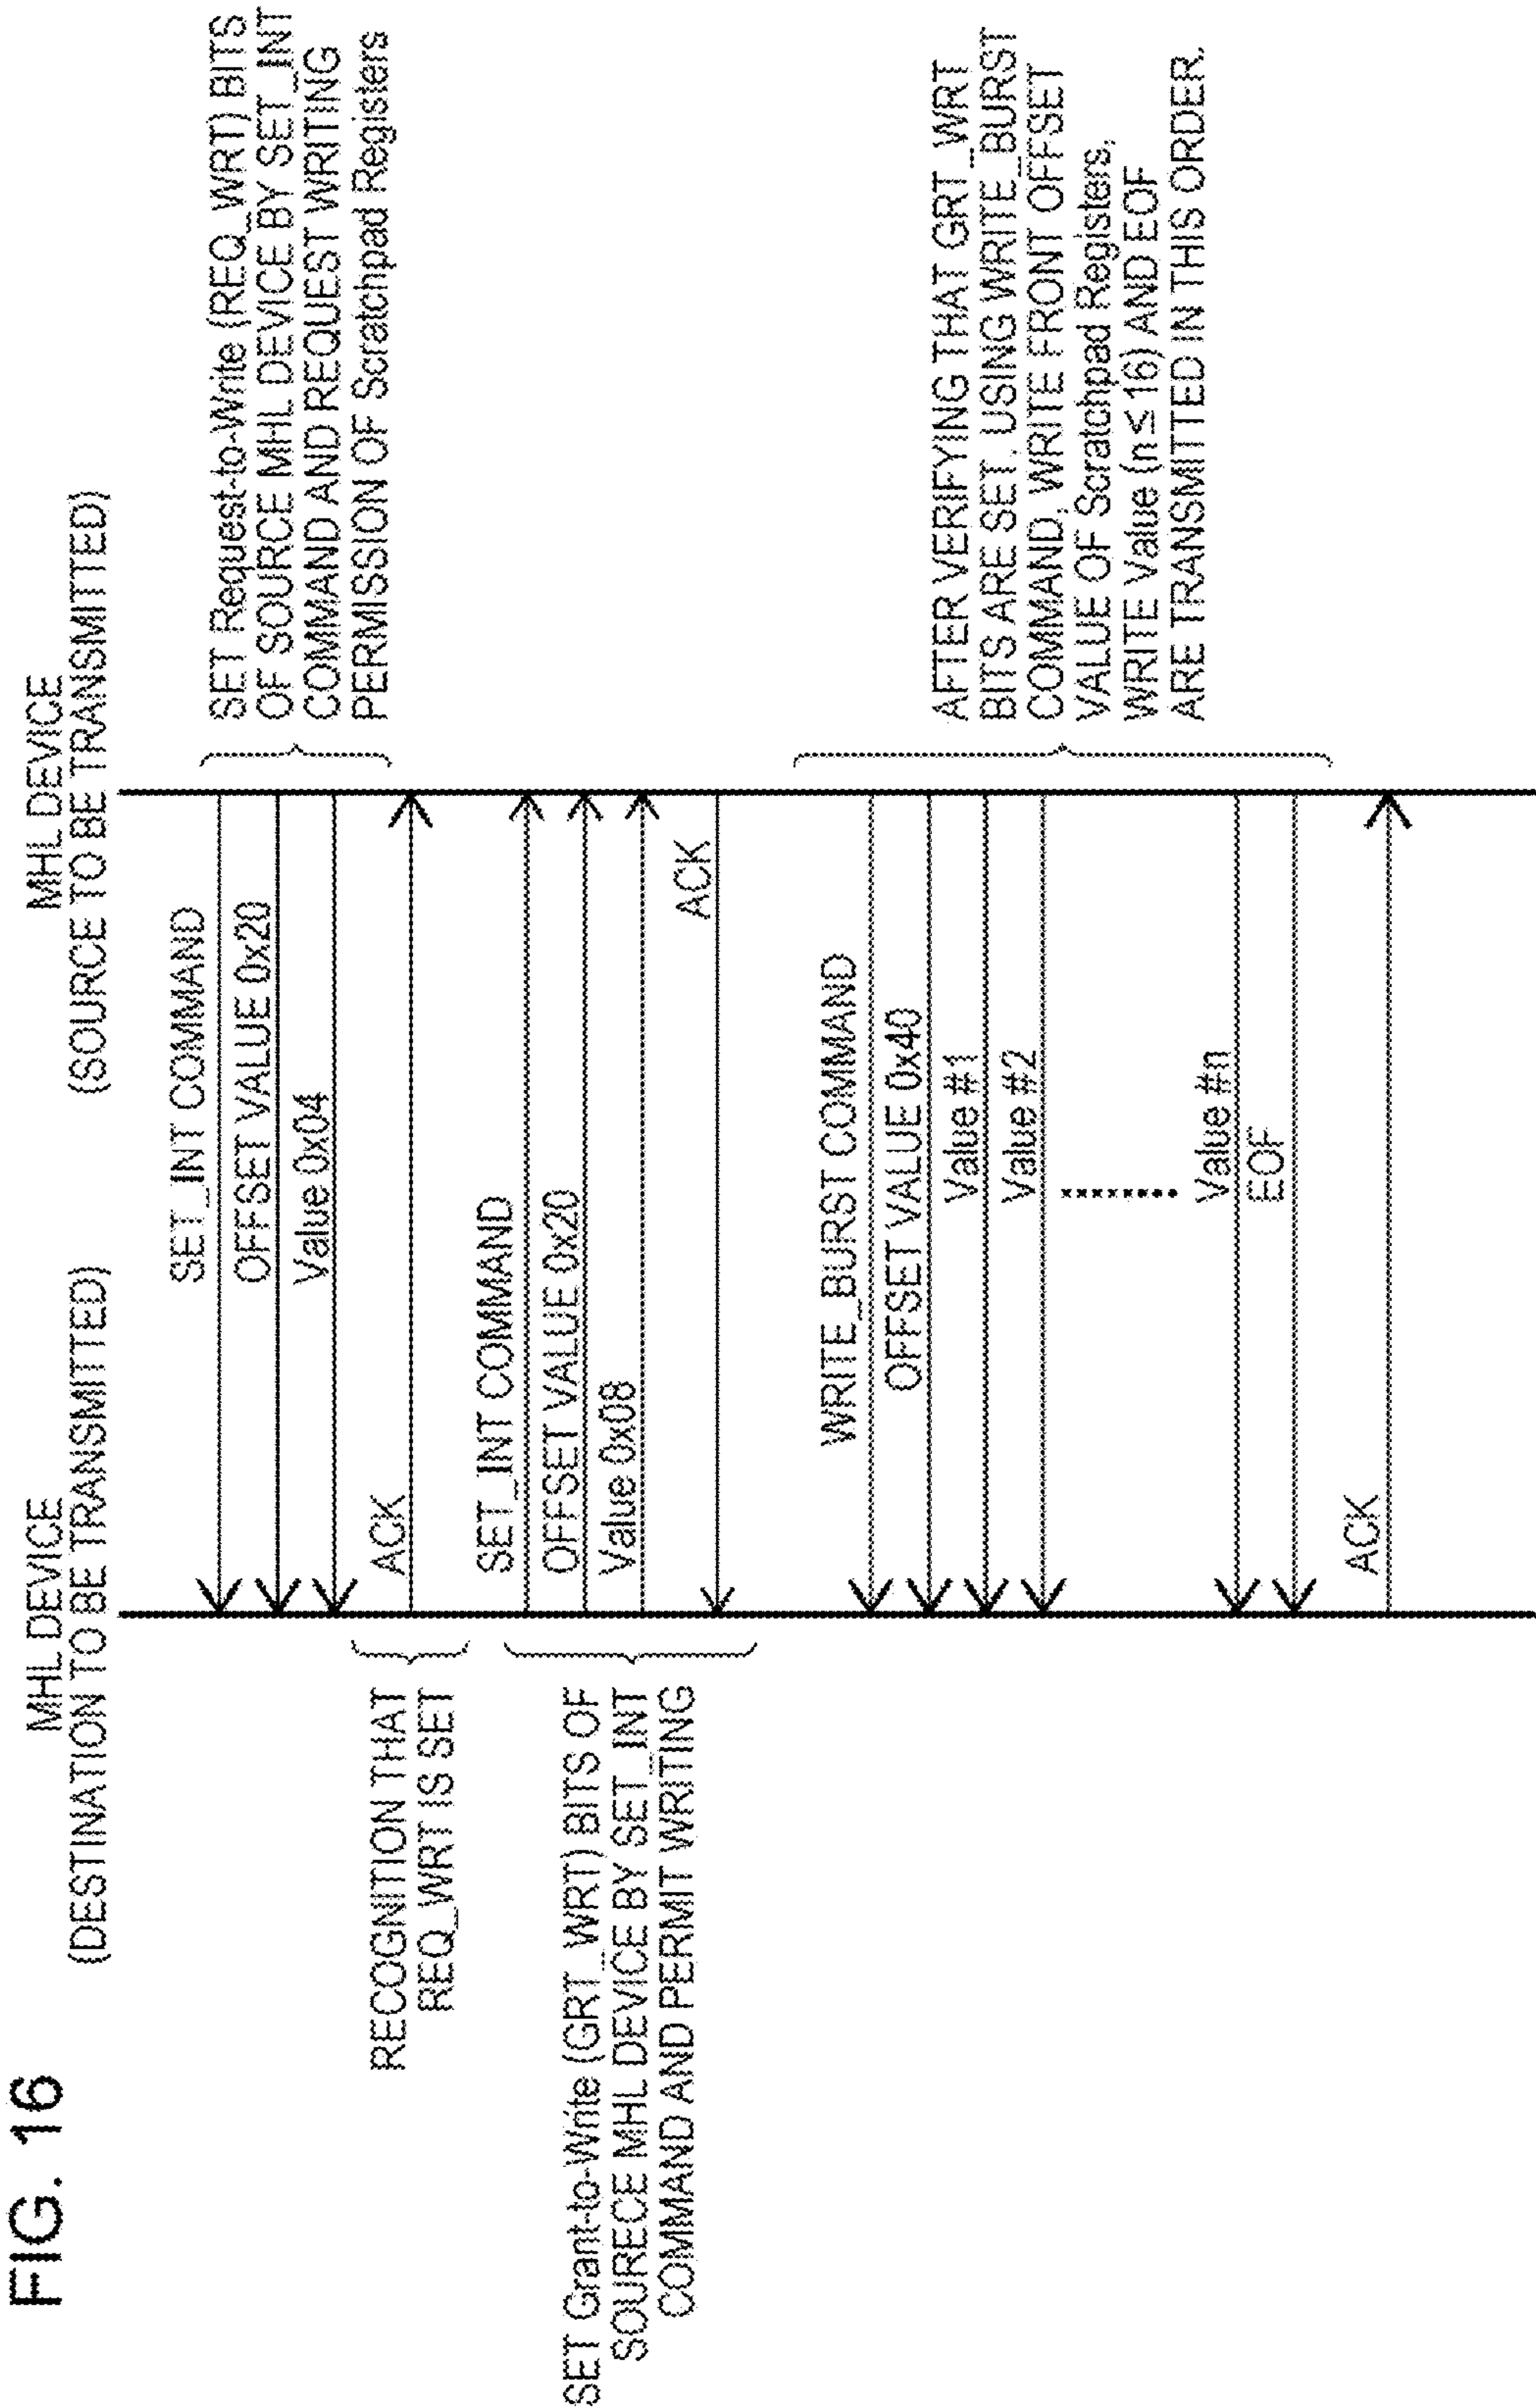 FIG. 16
MHL DEVICE
(DESTINATION TO BE TRANSMITTED)
MHL DEVICE
(SOURCE TO BE TRANSMITTED)
SET_INT COMMAND
OFFSET VALUE 0x20
Value 0x04
SET Request-to-Write (REQ_WRT) BITS
OF SOURCE MHL DEVICE BY SET_INT
COMMAND AND REQUEST WRITING
PERMISSION OF Scratchpad Registers
RECOGNITION THAT
REQ_WRT IS SET
ACK
SET Grant-to-Write (GRT_WRT) BITS OF
SOURECE MHL DEVICE BY SET_INT
COMMAND AND PERMIT WRITING
SET_INT COMMAND
OFFSET VALUE 0x20
Value 0x08
ACK
WRITE_BURST COMMAND
OFFSET VALUE 0x40
Value #1
Value #2
Value #n
EOF
AFTER VERIFYING THAT GRT_WRT
BITS ARE SET, USING WRITE_BURST
COMMAND, WRITE FRONT OFFSET
VALUE OF Scratchpad Registers,
WRITE Value (n≤16) AND EOF
ARE TRANSMITTED IN THIS ORDER.
ACK